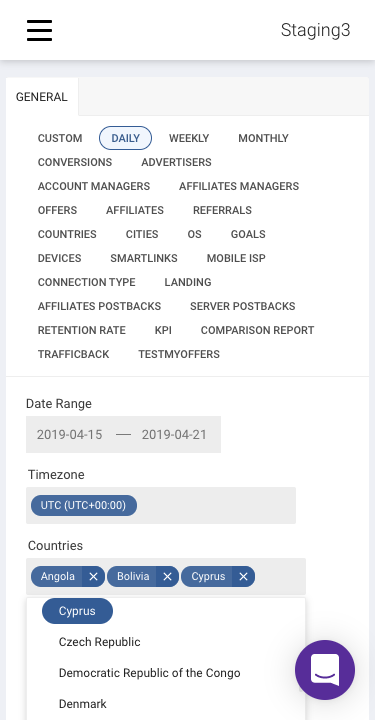 Staging3
GENERAL
CUSTOM DAILY WEEKLY MONTHLY
CONVERSIONS ADVERTISERS
ACCOUNT MANAGERS AFFILIATES MANAGERS
OFFERS AFFILIATES REFERRALS
COUNTRIES CITIES OS GOALS
DEVICES SMARTLINKS MOBILE ISP
CONNECTION TYPE LANDING
AFFILIATES POSTBACKS SERVER POSTBACKS
RETENTION RATE KPI COMPARISON REPORT
TRAFFICBACK TESTMYOFFERS
Date Range
2019-04-15 — 2019-04-21
Timezone
UTC (UTC+00:00)
Countries
Angola × Bolivia × Cyprus ×
Cyprus
Czech Republic
Democratic Republic of the Congo
Denmark